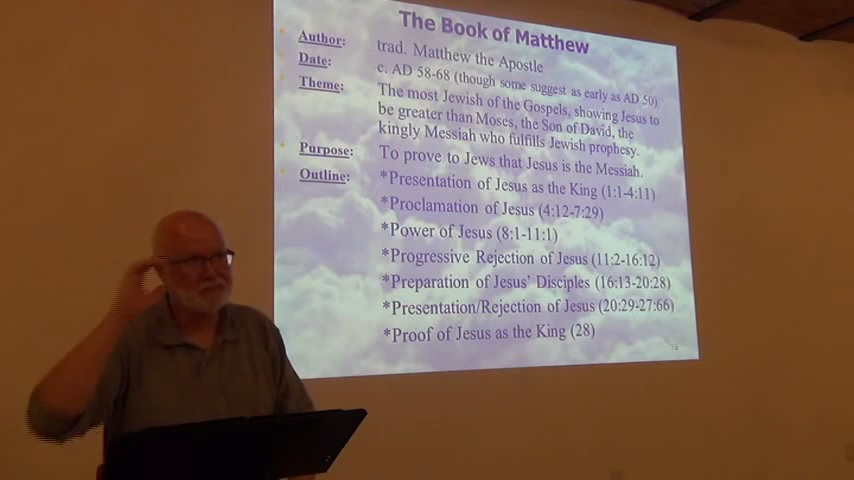 The Book of Matthew
Author: trad. Matthew the Apostle
Date: c. AD 58-68 (though some suggest as early as AD 50)
Theme: The most Jewish of the Gospels, showing Jesus to
be greater than Moses, the Son of David, the
kingly Messiah who fulfills Jewish prophesy.
Purpose: To prove to Jews that Jesus is the Messiah.
Outline: *Presentation of Jesus as the King (1:1-4:11)
*Proclamation of Jesus (4:12-7:29)
*Power of Jesus (8:1-11:1)
*Progressive Rejection of Jesus (11:2-16:12)
*Preparation of Jesus' Disciples (16:13-20:28)
*Presentation/Rejection of Jesus (20:29-27:66)
*Proof of Jesus as the King (28)